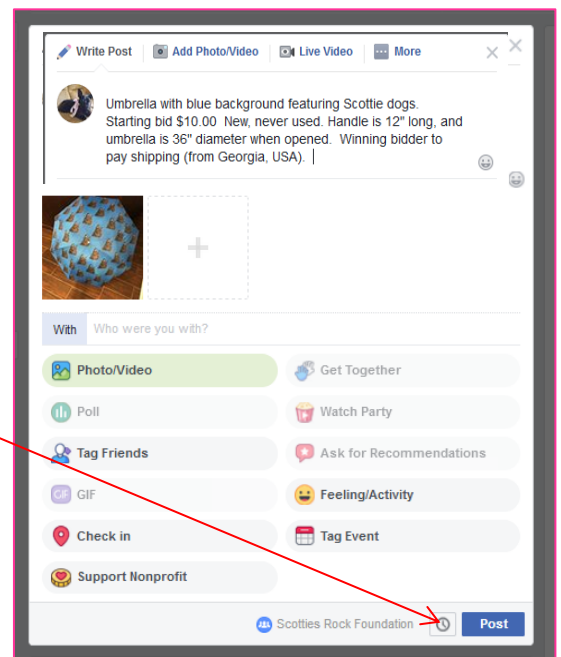 Write Post Add Photo/Video Live Video More
Umbrella with blue background featuring Scottie dogs.
Starting bid $10.00 New, never used. Handle is 12" long, and
umbrella is 36" diameter when opened. Winning bidder to
pay shipping (from Georgia, USA).
With Who were you with?
Photo/Video Get Together
Poll Watch Party
Tag Friends Ask for Recommendations
GIF GIF Feeling/Activity
Check in Tag Event
Support Nonprofit
Scotties Rock Foundation Post